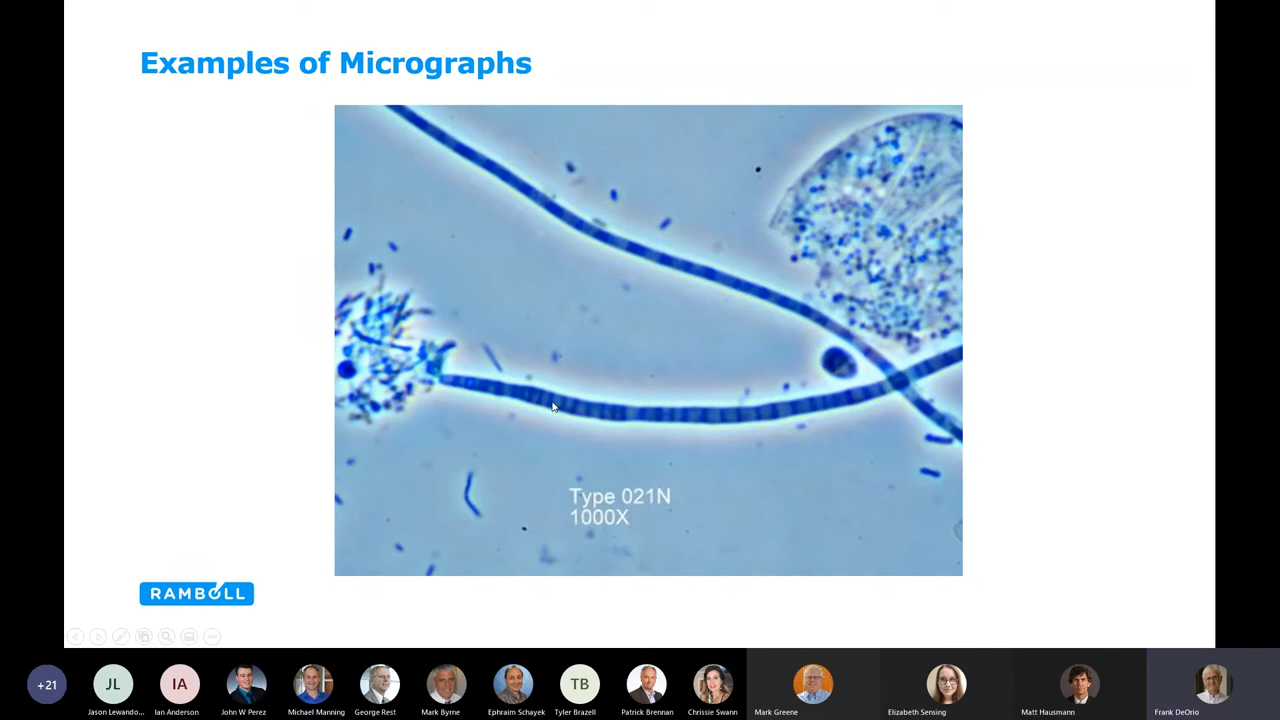 Examples of Micrographs
Type 021N
1000X
RAMBOLL
+21
JL
IA
TB
Jason Lewando...
Ian Anderson
John W Perez
Michael Manning
George Rest
Mark Byrne
Ephraim Schayek
Tyler Brazell
Patrick Brennan
Chrissie Swann
Mark Greene
Elizabeth Sensing
Matt Hausmann
Frank DeOrio